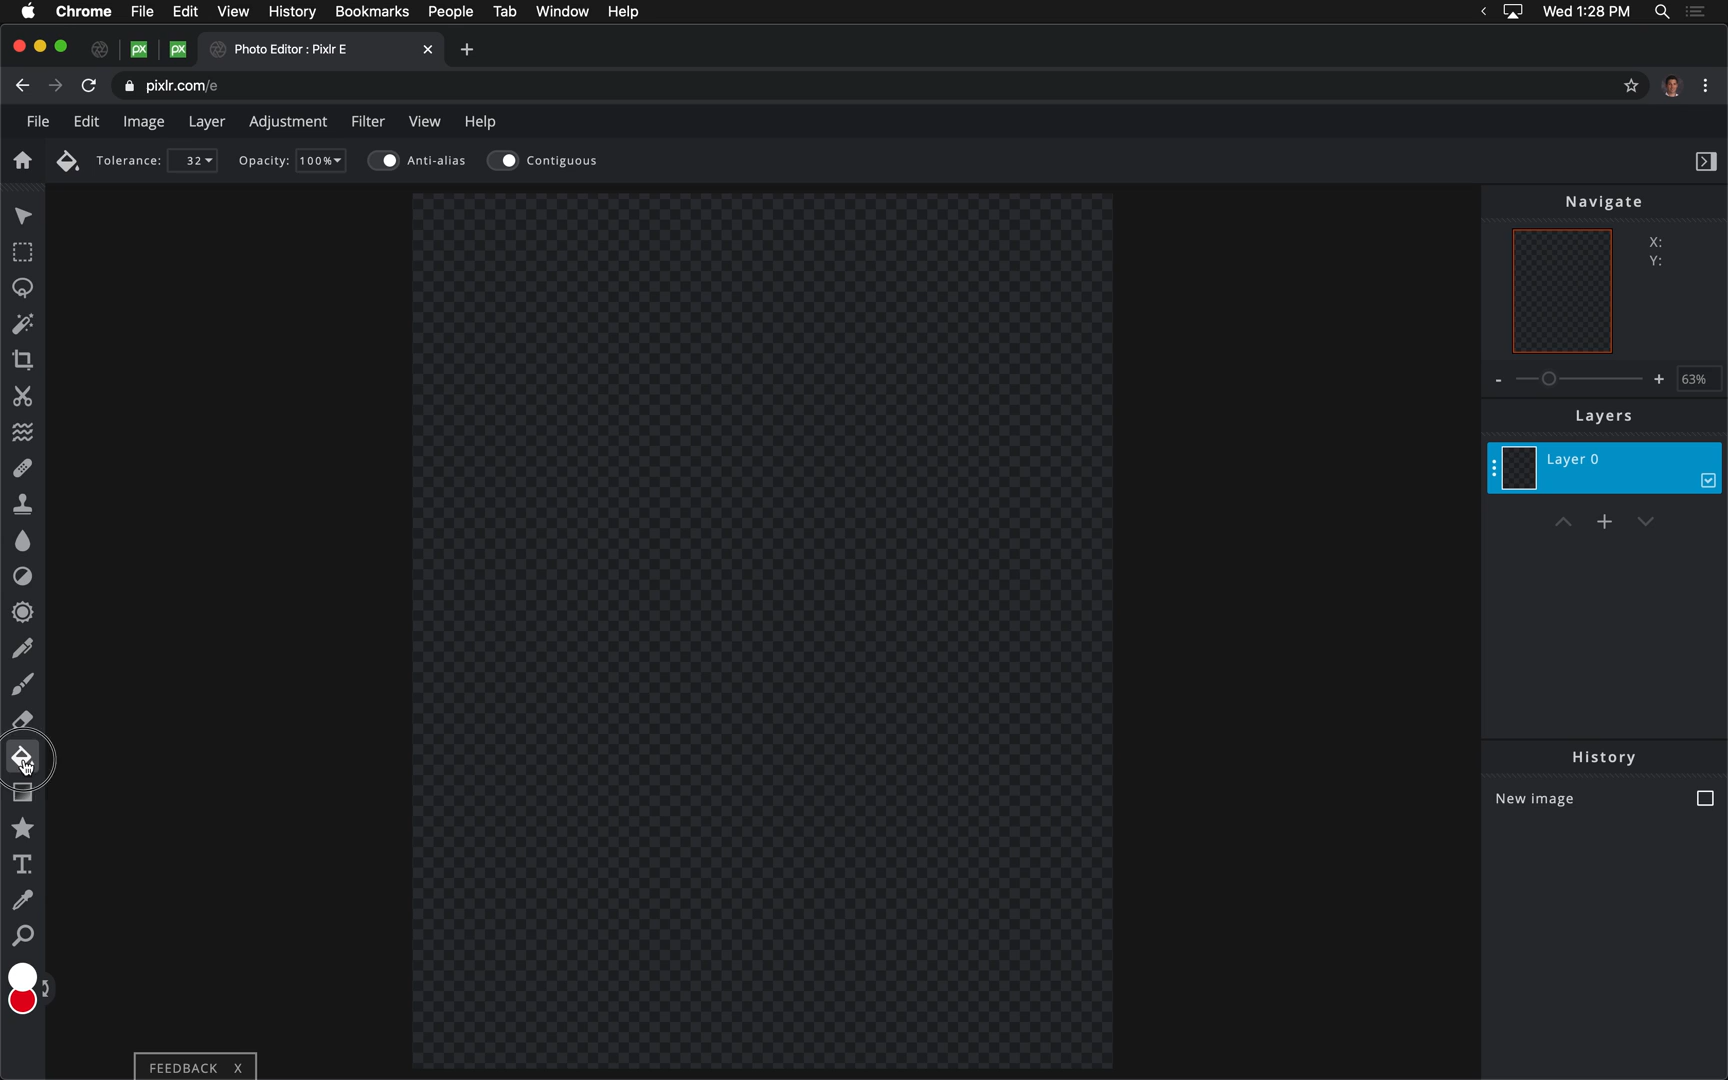 Chrome File Edit View History Bookmarks People Tab Window Help Wed 1:28 PM
px px Photo Editor : Pixlr E
pixlr.com/e
File Edit Image Layer Adjustment Filter View Help
Tolerance: 32 Opacity: 100% Anti-alias Contiguous
Navigate
X:
Y:
- + 63%
Layers
Layer 0
History
New image
T.
FEEDBACK X